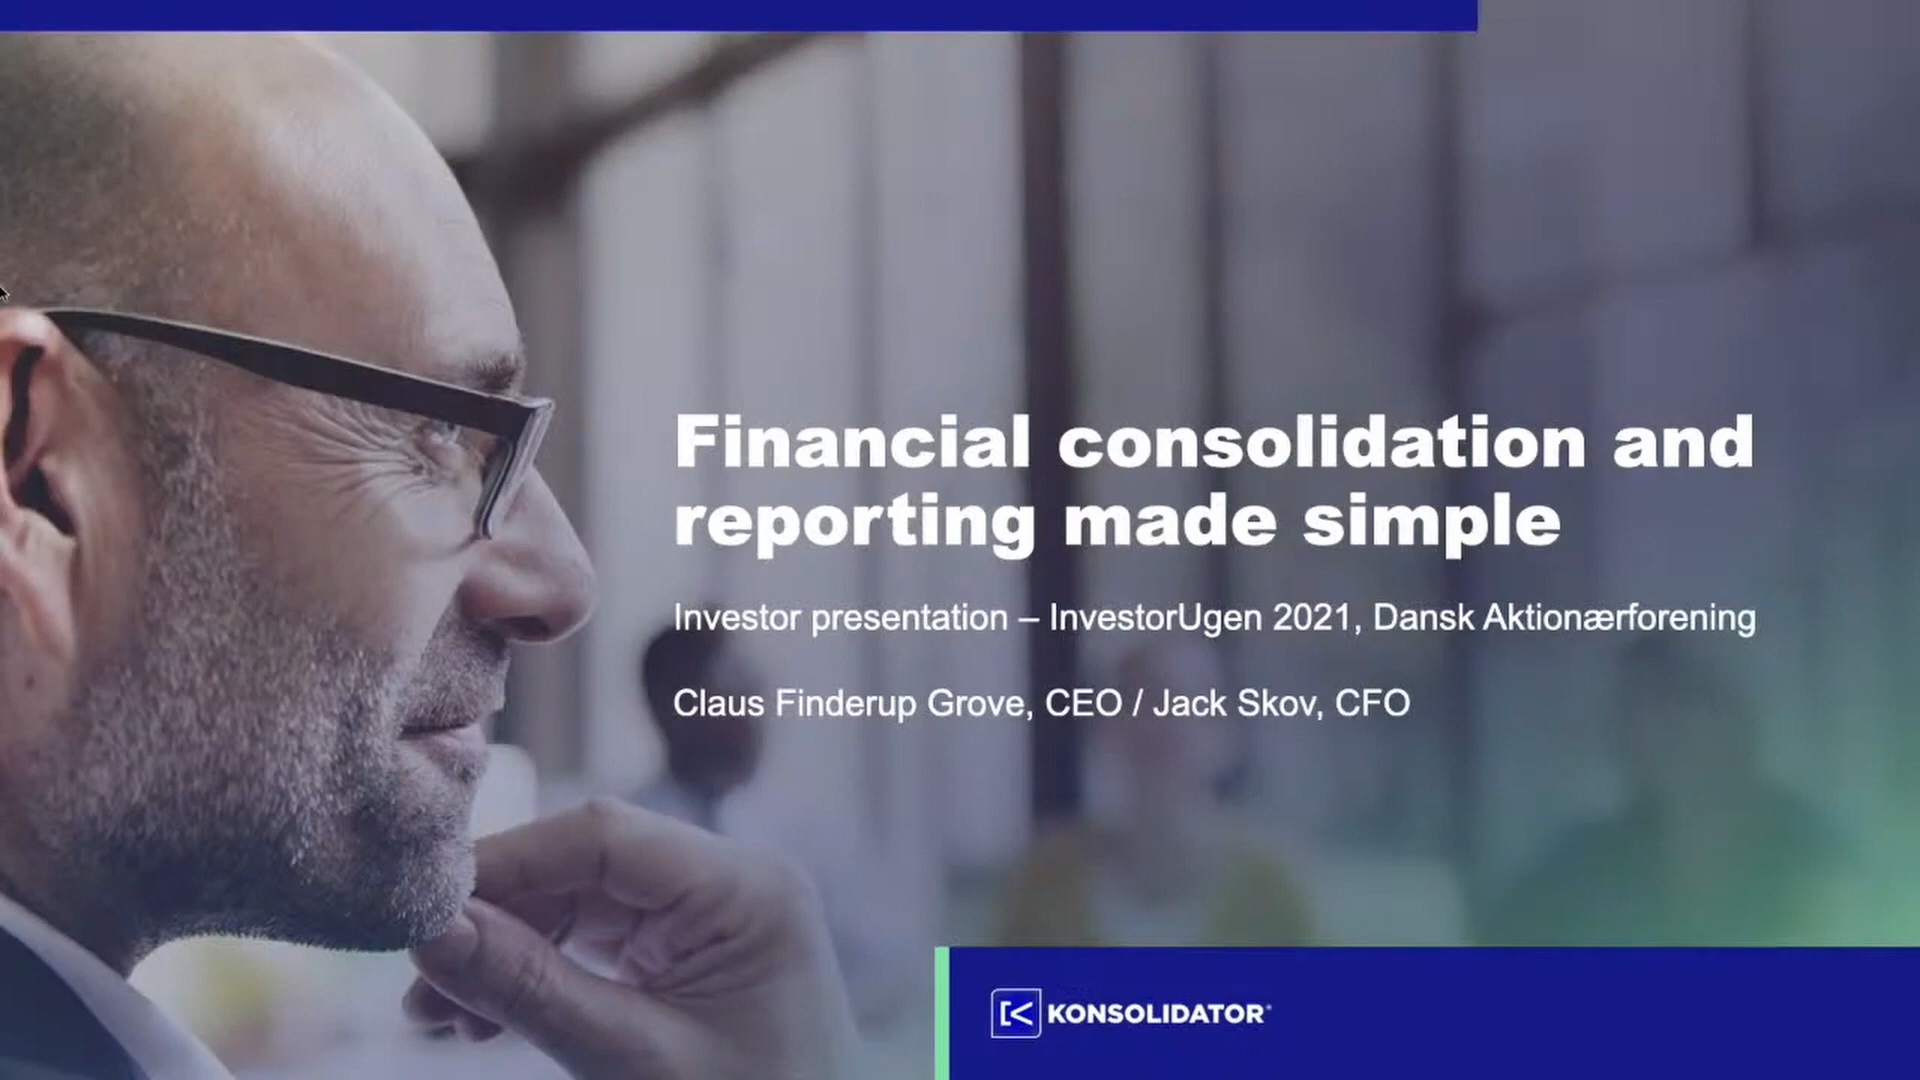 Financial consolidation and
reporting made simple
Investor presentation – InvestorUgen 2021, Dansk Aktionærforening
Claus Finderup Grove, CEO / Jack Skov, CFO
KONSOLIDATOR®